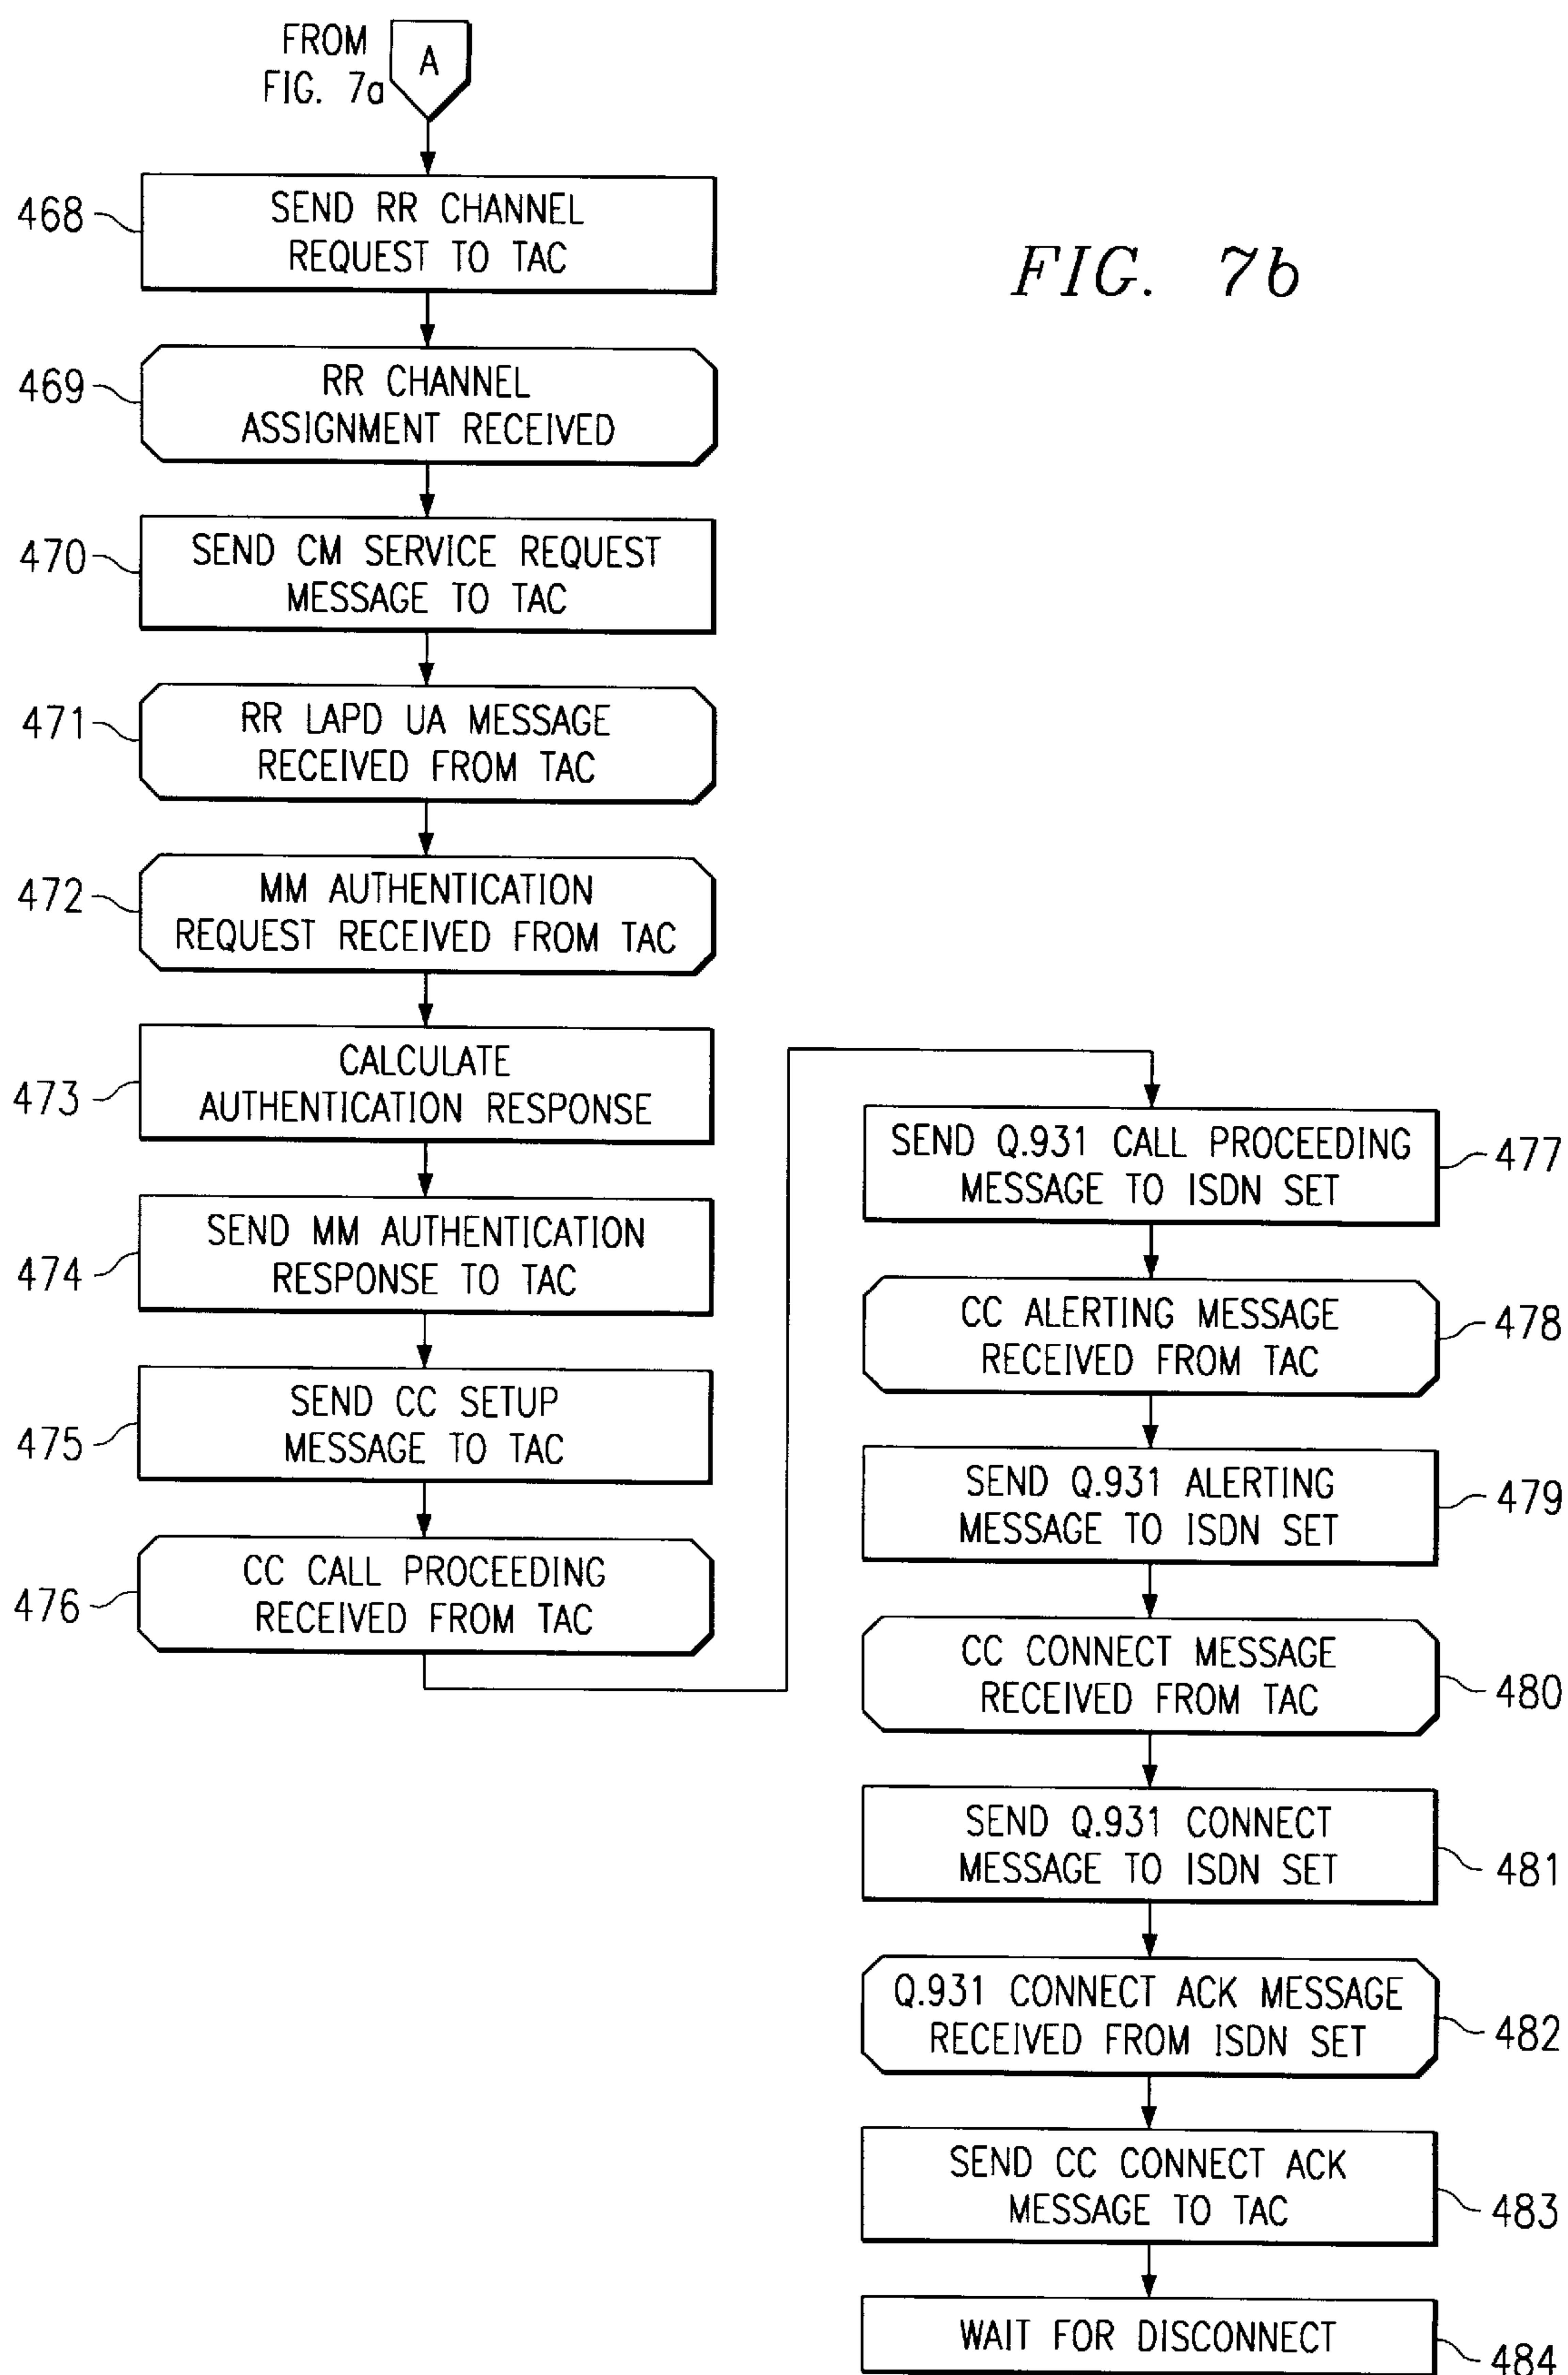 FROM
FIG. 7a
A
468
SEND RR CHANNEL
REQUEST TO TAC
FIG. 7b
469
RR CHANNEL
ASSIGNMENT RECEIVED
470
SEND CM SERVICE REQUEST
MESSAGE TO TAC
471
RR LAPD UA MESSAGE
RECEIVED FROM TAC
472
MM AUTHENTICATION
REQUEST RECEIVED FROM TAC
473
CALCULATE
AUTHENTICATION RESPONSE
474
SEND MM AUTHENTICATION
RESPONSE TO TAC
475
SEND CC SETUP
MESSAGE TO TAC
476
CC CALL PROCEEDING
RECEIVED FROM TAC
SEND Q.931 CALL PROCEEDING
MESSAGE TO ISDN SET
477
CC ALERTING MESSAGE
RECEIVED FROM TAC
478
SEND Q.931 ALERTING
MESSAGE TO ISDN SET
479
CC CONNECT MESSAGE
RECEIVED FROM TAC
480
SEND Q.931 CONNECT
MESSAGE TO ISDN SET
481
Q.931 CONNECT ACK MESSAGE
RECEIVED FROM ISDN SET
482
SEND CC CONNECT ACK
MESSAGE TO TAC
483
WAIT FOR DISCONNECT
484